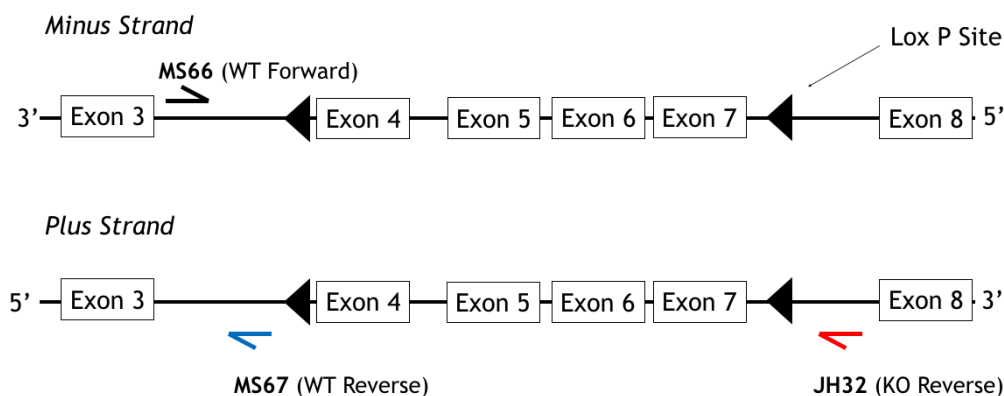 Minus Strand
Lox P Site
MS66 (WT Forward)
3’ Exon 3 Exon 4 Exon 5 Exon 6 Exon 7 Exon 8 5’
Plus Strand
5’ Exon 3 Exon 4 Exon 5 Exon 6 Exon 7 Exon 8 3’
MS67 (WT Reverse) JH32 (KO Reverse)